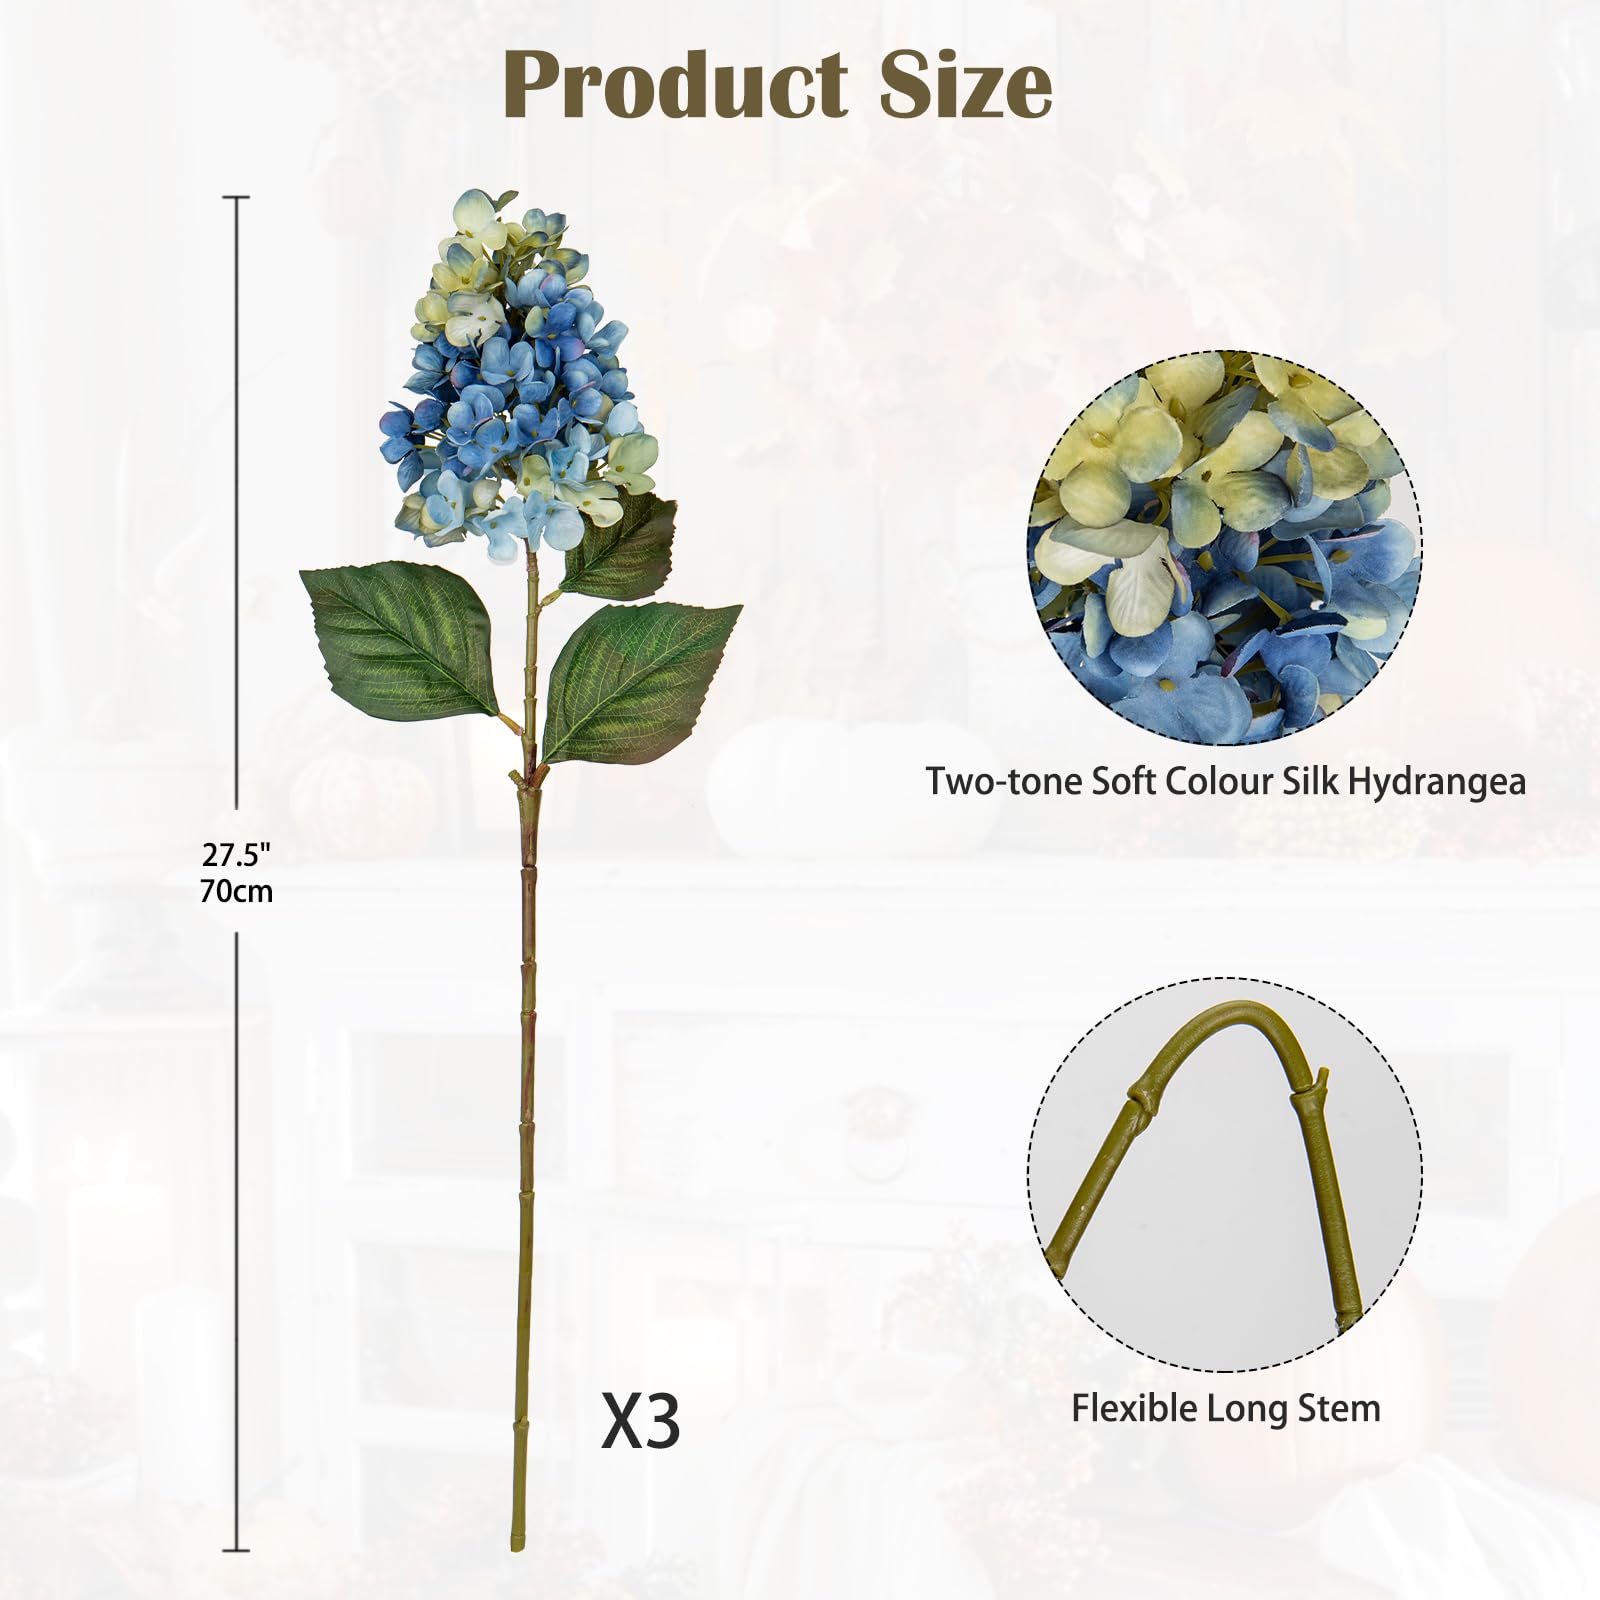 Product Size
27.5"
70cm
Two-tone Soft Colour Silk Hydrangea
X3
Flexible Long Stem